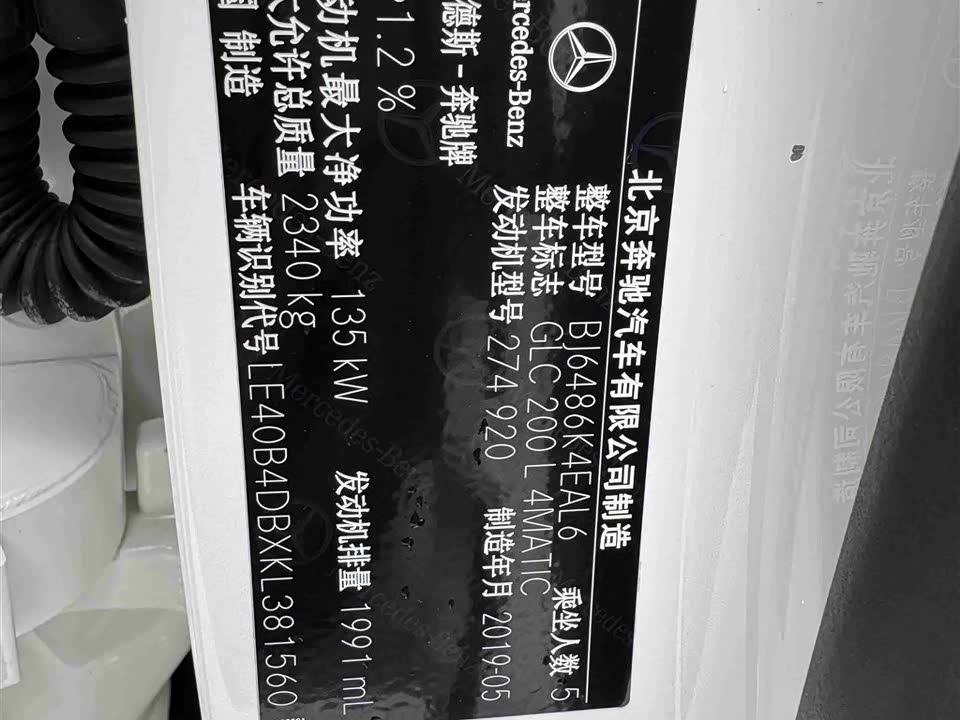 北京奔驰汽车有限公司制造
Mercedes-Benz
整车型号 BJ6486K4EAL6 乘坐人数 5
整车标志 GLC 200 L 4MATIC
发动机型号 274 920 制造年月 2019-05
德斯-奔驰牌
1.2 %
动机最大净功率 135 kW 发动机排量 1991 mL
允许总质量 2340 kg
制造
车辆识别代号 LE40B4DBXKL381560